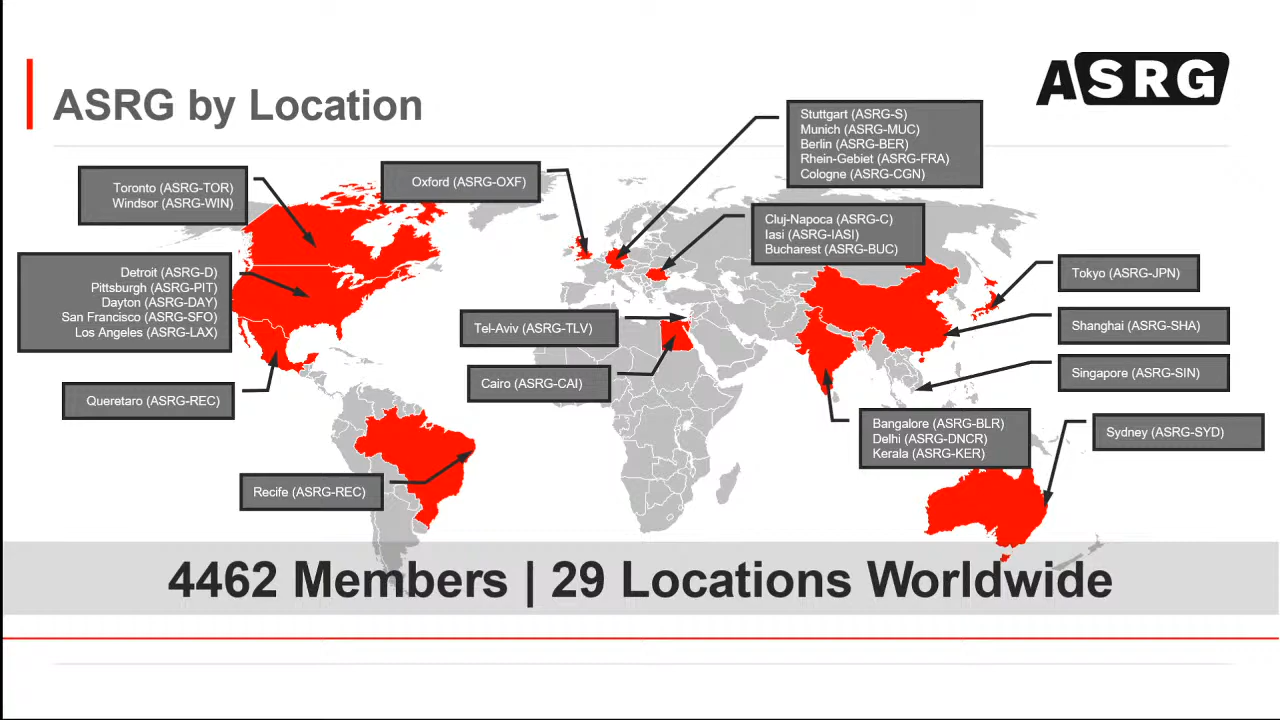 ASRG by Location
ASRG
Toronto (ASRG-TOR)
Windsor (ASRG-WIN)
Oxford (ASRG-OXF)
Stuttgart (ASRG-S)
Munich (ASRG-MUC)
Berlin (ASRG-BER)
Rhein-Gebiet (ASRG-FRA)
Cologne (ASRG-CGN)
Cluj-Napoca (ASRG-C)
Iasi (ASRG-IASI)
Bucharest (ASRG-BUC)
Detroit (ASRG-D)
Pittsburgh (ASRG-PIT)
Dayton (ASRG-DAY)
San Francisco (ASRG-SFO)
Los Angeles (ASRG-LAX)
Tokyo (ASRG-JPN)
Tel-Aviv (ASRG-TLV)
Shanghai (ASRG-SHA)
Cairo (ASRG-CAI)
Singapore (ASRG-SIN)
Queretaro (ASRG-REC)
Bangalore (ASRG-BLR)
Delhi (ASRG-DNCR)
Kerala (ASRG-KER)
Sydney (ASRG-SYD)
Recife (ASRG-REC)
4462 Members | 29 Locations Worldwide